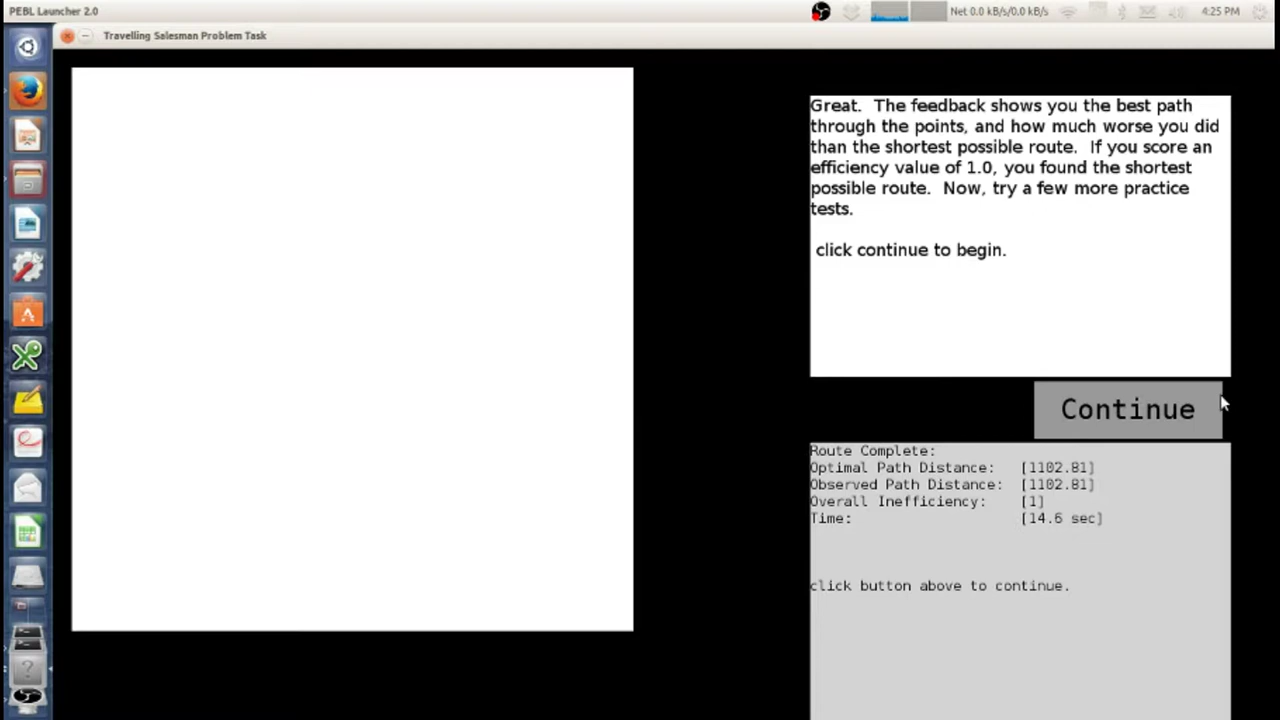 PEBL Launcher 2.0
Net 0.0 kB/s/0.0 kB/s
4:25 PM
Travelling Salesman Problem Task
Great.  The feedback shows you the best path
through the points, and how much worse you did
than the shortest possible route.  If you score an
efficiency value of 1.0, you found the shortest
possible route.  Now, try a few more practice
tests.
click continue to begin.
Continue
Route Complete:
Optimal Path Distance:   [1102.81]
Observed Path Distance:  [1102.81]
Overall Inefficiency:    [1]
Time:                    [14.6 sec]
click button above to continue.